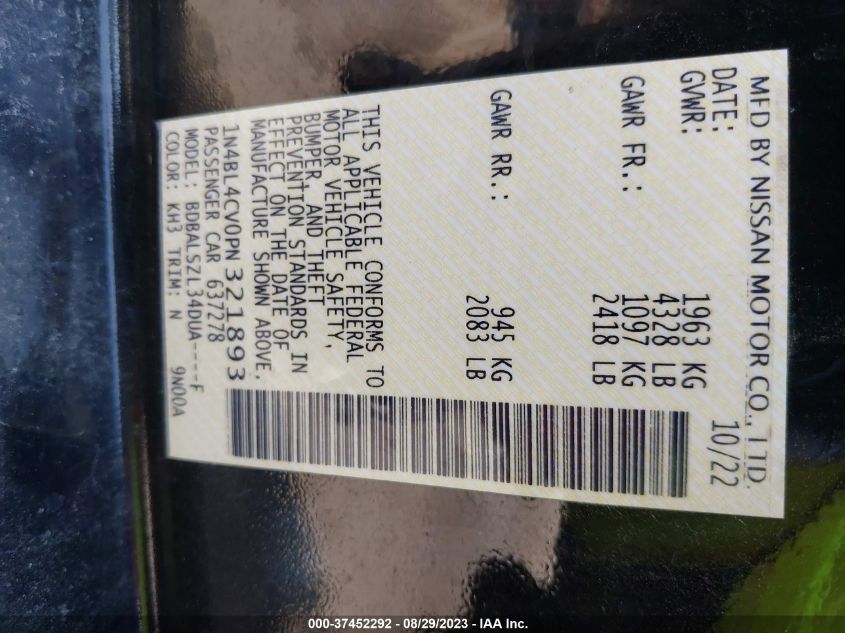 MFD BY NISSAN MOTOR CO., LTD.
DATE: 10/22
GVWR: 1963 KG
4328 LB
GAWR FR.: 1097 KG
2418 LB
GAWR RR.: 945 KG
2083 LB
THIS VEHICLE CONFORMS TO
ALL APPLICABLE FEDERAL
MOTOR VEHICLE SAFETY,
BUMPER, AND THEFT
PREVENTION STANDARDS IN
EFFECT ON THE DATE OF
MANUFACTURE SHOWN ABOVE.
1N4BL4CV0PN321893
PASSENGER CAR 637278
MODEL: BDBALSZL34DUA----F
COLOR: KH3 TRIM: N 9N00A
000-37452292 - 08/29/2023 - IAA Inc.